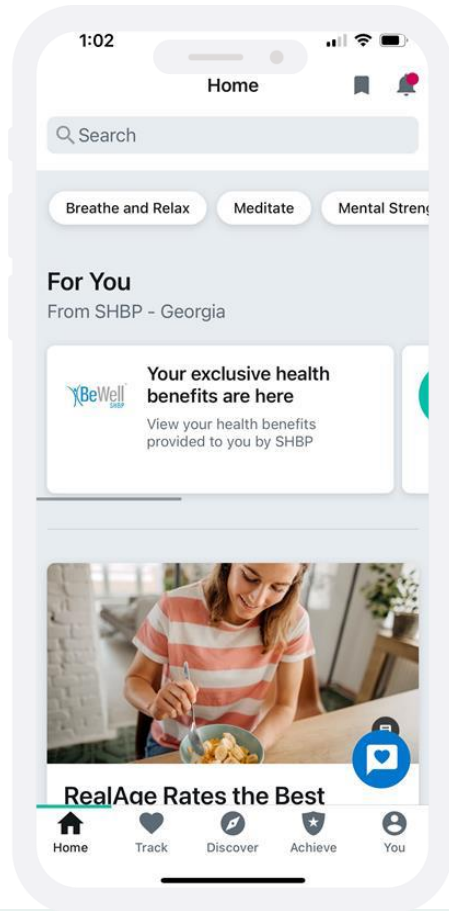 1:02
Home
Search
Breathe and Relax
Meditate
Mental Streng
For You
From SHBP - Georgia
BeWell
SHBP
Your exclusive health
benefits are here
View your health benefits
provided to you by SHBP
RealAge Rates the Best
Home
Track
Discover
Achieve
You